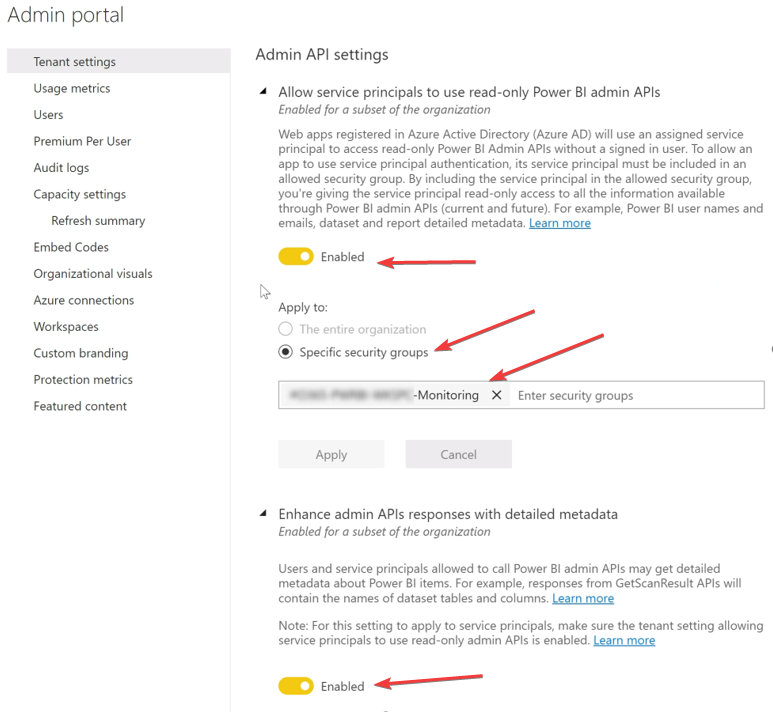 Admin portal
Tenant settings
Usage metrics
Users
Premium Per User
Audit logs
Capacity settings
Refresh summary
Embed Codes
Organizational visuals
Azure connections
Workspaces
Custom branding
Protection metrics
Featured content
Admin API settings
Allow service principals to use read-only Power BI admin APIs
Enabled for a subset of the organization
Web apps registered in Azure Active Directory (Azure AD) will use an assigned service
principal to access read-only Power BI Admin APIs without a signed in user. To allow an
app to use service principal authentication, its service principal must be included in an
allowed security group. By including the service principal in the allowed security group,
you're giving the service principal read-only access to all the information available
through Power BI admin APIs (current and future). For example, Power BI user names and
emails, dataset and report detailed metadata. Learn more
Enabled
Apply to:
The entire organization
Specific security groups
-Monitoring Enter security groups
Apply Cancel
Enhance admin APIs responses with detailed metadata
Enabled for a subset of the organization
Users and service principals allowed to call Power BI admin APIs may get detailed
metadata about Power BI items. For example, responses from GetScanResult APIs will
contain the names of dataset tables and columns. Learn more
Note: For this setting to apply to service principals, make sure the tenant setting allowing
service principals to use read-only admin APIs is enabled. Learn more
Enabled